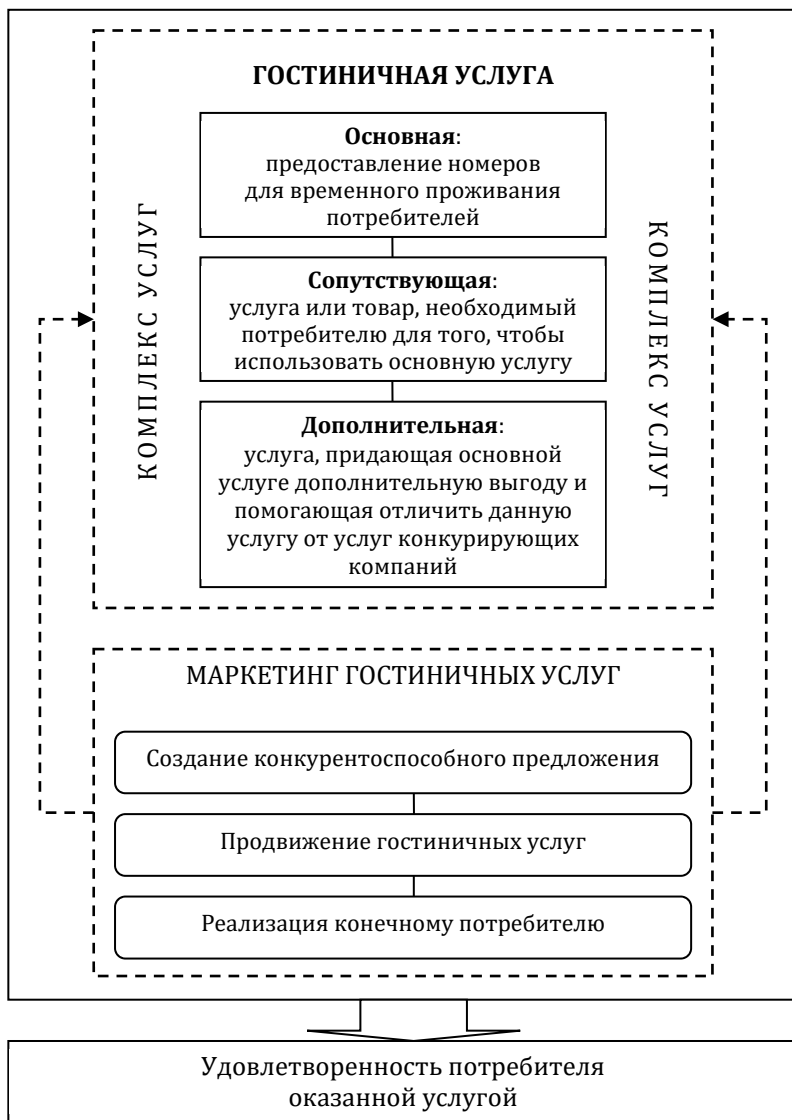 ГОСТИНИЧНАЯ УСЛУГА
КОМПЛЕКС УСЛУГ
Основная:
предоставление номеров
для временного проживания
потребителей
Сопутствующая:
услуга или товар, необходимый
потребителю для того, чтобы
использовать основную услугу
Дополнительная:
услуга, придающая основной
услуге дополнительную выгоду и
помогающая отличить данную
услугу от услуг конкурирующих
компаний
КОМПЛЕКС УСЛУГ
МАРКЕТИНГ ГОСТИНИЧНЫХ УСЛУГ
Создание конкурентоспособного предложения
Продвижение гостиничных услуг
Реализация конечному потребителю
Удовлетворенность потребителя
оказанной услугой